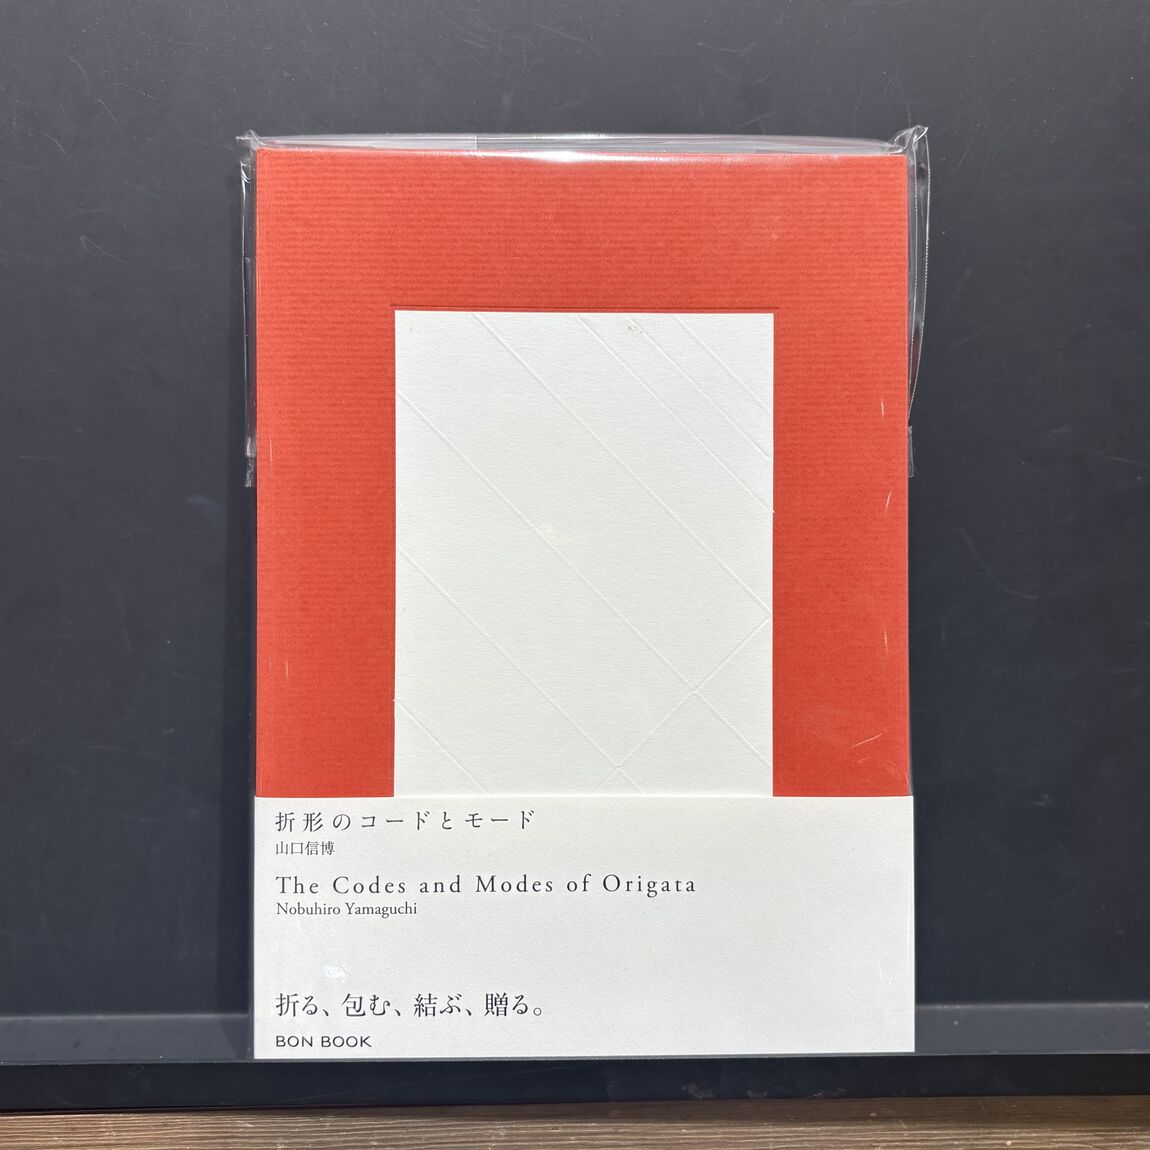 折形のコードとモード
山口信博
The Codes and Modes of Origata
Nobuhiro Yamaguchi
折る、包む、結ぶ、贈る。
BON BOOK